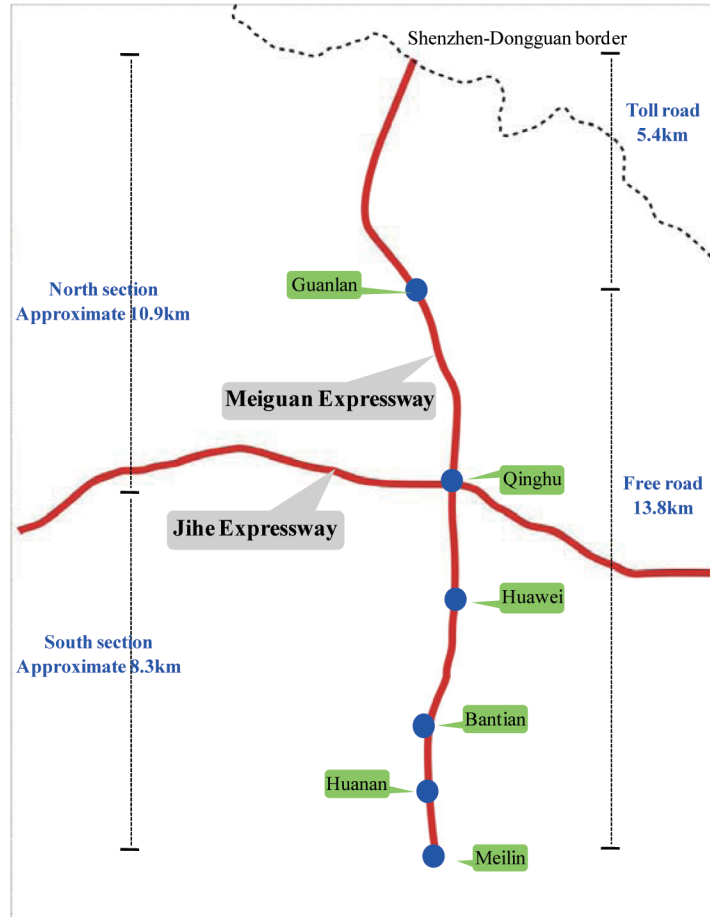 Shenzhen-Dongguan border
Toll road
5.4km
Guanlan
North section
Approximate 10.9km
Meiguan Expressway
Qinghu
Free road
13.8km
Jihe Expressway
Huawei
South section
Approximate 8.3km
Bantian
Huanan
Meilin